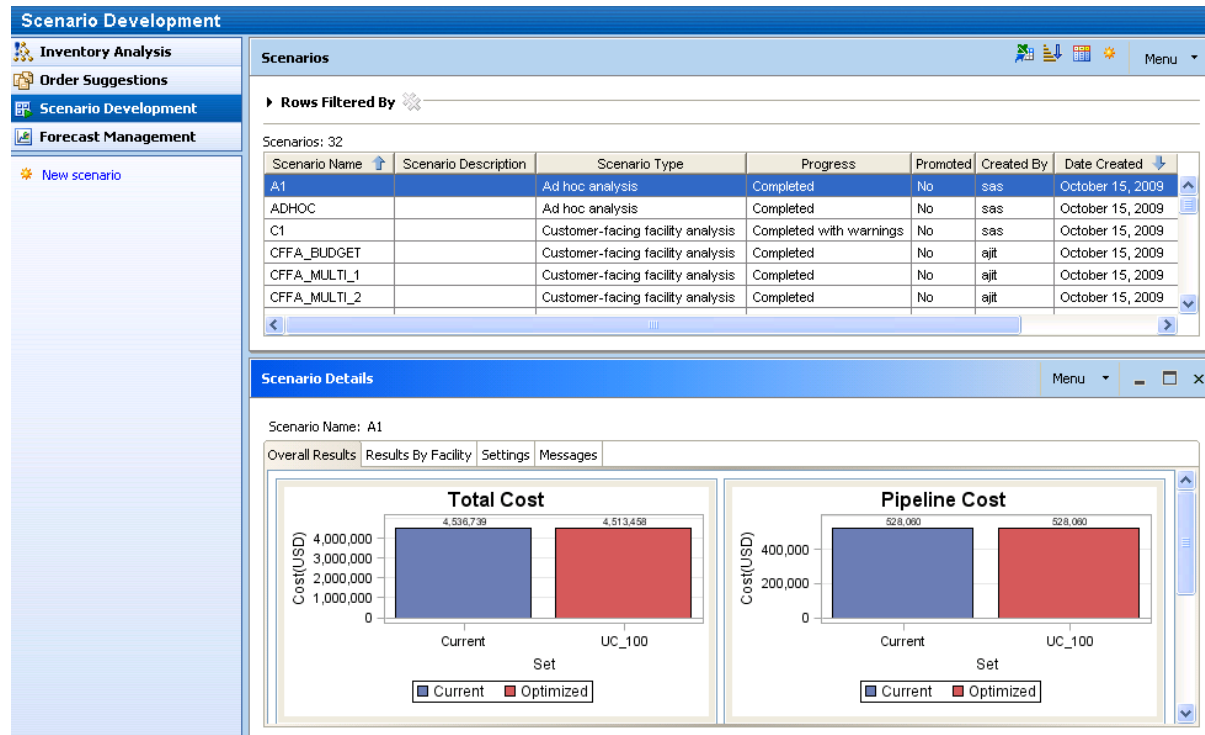 Scenario Development
Inventory Analysis
Order Suggestions
Scenario Development
Forecast Management
New scenario
Scenarios
Menu
Rows Filtered By
Scenarios: 32
Scenario Name Scenario Description Scenario Type Progress Promoted Created By Date Created
A1 Ad hoc analysis Completed No sas October 15, 2009
ADHOC Ad hoc analysis Completed No sas October 15, 2009
C1 Customer-facing facility analysis Completed with warnings No sas October 15, 2009
CFFA_BUDGET Customer-facing facility analysis Completed No ajit October 15, 2009
CFFA_MULTI_1 Customer-facing facility analysis Completed No ajit October 15, 2009
CFFA_MULTI_2 Customer-facing facility analysis Completed No ajit October 15, 2009
Scenario Details
Menu
Scenario Name: A1
Overall Results Results By Facility Settings Messages
Total Cost
4,536,739 4,513,458
Cost(USD)
4,000,000
3,000,000
2,000,000
1,000,000
0
Current UC_100
Set
Current Optimized
Pipeline Cost
528,060 528,060
Cost(USD)
400,000
200,000
0
Current UC_100
Set
Current Optimized